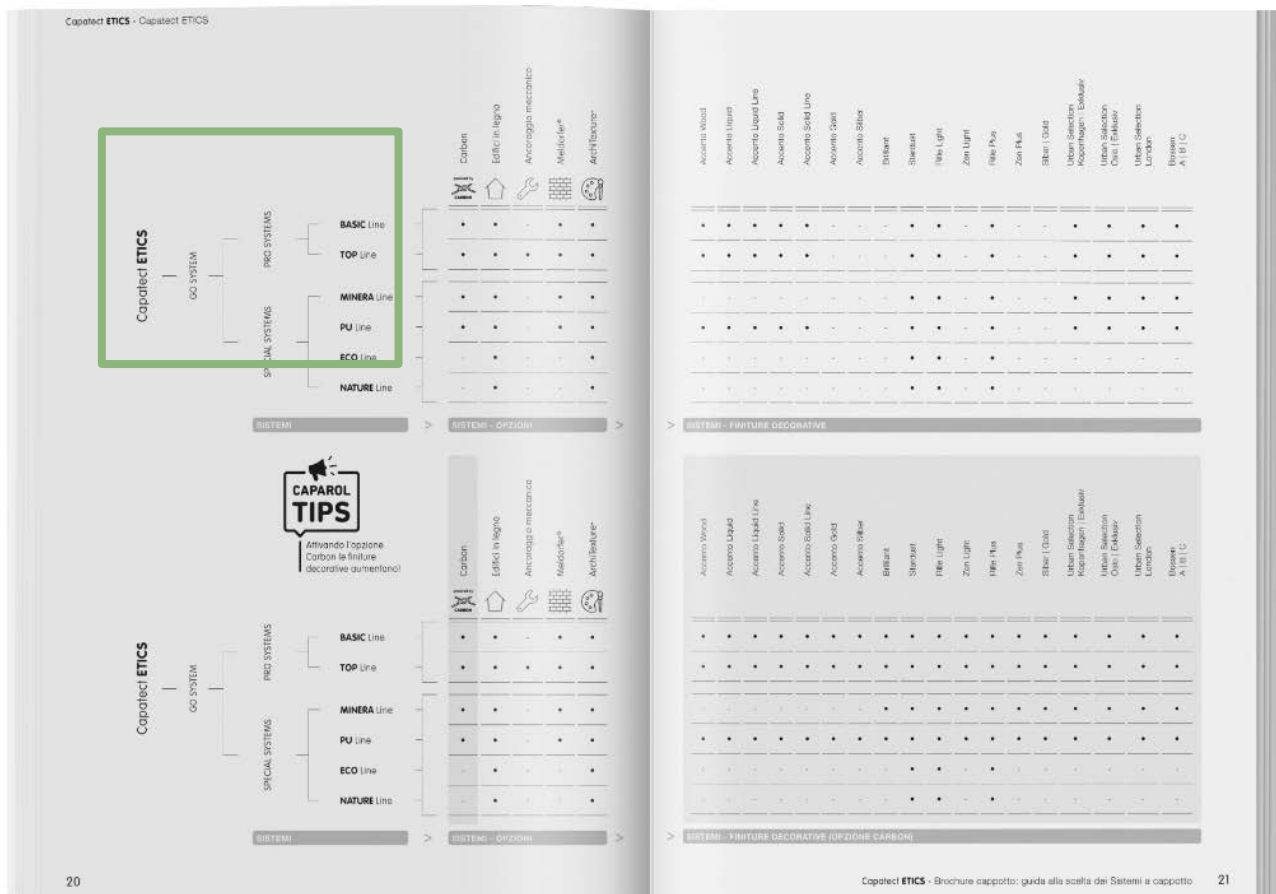 Capatect ETICS - Capatect ETICS
Carbon
Edifici in legno
Ancoraggio meccanico
Meldorfer®
ArchiTexture
Accento Wood
Accento Liquid
Accento Liquid Line
Accento Solid
Accento Solid Line
Accento Gold
Accento Silber
Brilliant
Stardust
Rille Light
Zen Light
Rille Plus
Zen Plus
Silber | Gold
Urban Selection
Kopenhagen | Exklusiv
Urban Selection
Oslo | Exklusiv
Urban Selection
London
Bossen
A | B | C
CARBON
Capatect ETICS
GO SYSTEM
PRO SYSTEMS
BASIC Line
TOP Line
SPECIAL SYSTEMS
MINERA Line
PU Line
ECO Line
NATURE Line
SISTEMI > SISTEMI - OPZIONI >
> SISTEMI - FINITURE DECORATIVE
CAPAROL
TIPS
Attivando l'opzione
Carbon le finiture
decorative aumentano!
Carbon
Edifici in legno
Ancoraggio meccanico
Meldorfer®
ArchiTexture
Accento Wood
Accento Liquid
Accento Liquid Line
Accento Solid
Accento Solid Line
Accento Gold
Accento Silber
Brilliant
Stardust
Rille Light
Zen Light
Rille Plus
Zen Plus
Silber | Gold
Urban Selection
Kopenhagen | Exklusiv
Urban Selection
Oslo | Exklusiv
Urban Selection
London
Bossen
A | B | C
CARBON
Capatect ETICS
GO SYSTEM
PRO SYSTEMS
BASIC Line
TOP Line
SPECIAL SYSTEMS
MINERA Line
PU Line
ECO Line
NATURE Line
SISTEMI > SISTEMI - OPZIONI >
> SISTEMI - FINITURE DECORATIVE (OPZIONE CARBON)
20
Capatect ETICS - Brochure cappotto: guida alla scelta dei Sistemi a cappotto 21